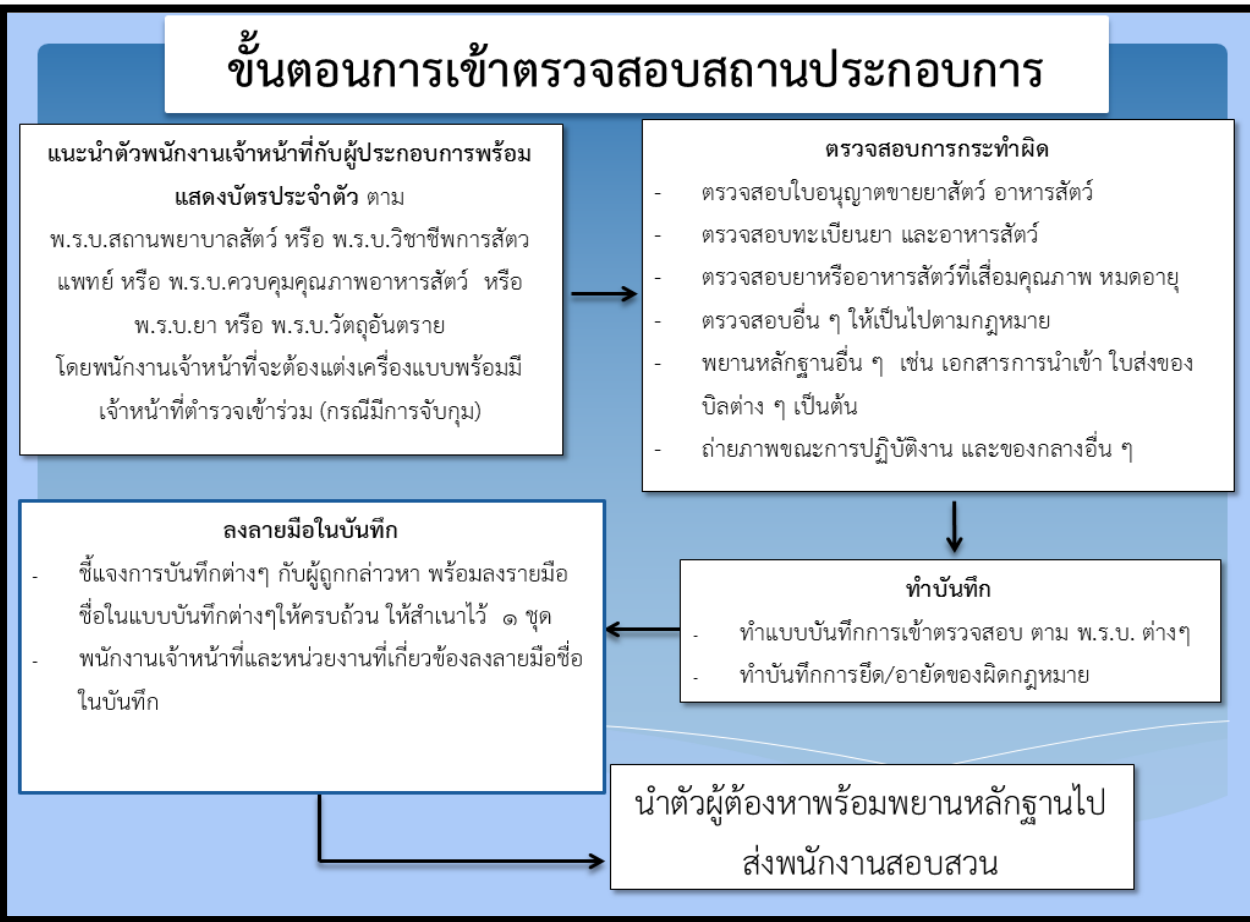 ขั้นตอนการเข้าตรวจสอบสถานประกอบการ
แนะนำตัวพนักงานเจ้าหน้าที่กับผู้ประกอบการพร้อม
แสดงบัตรประจำตัว ตาม
พ.ร.บ.สถานพยาบาลสัตว์ หรือ พ.ร.บ.วิชาชีพการสัตว
แพทย์ หรือ พ.ร.บ.ควบคุมคุณภาพอาหารสัตว์ หรือ
พ.ร.บ.ยา หรือ พ.ร.บ.วัตถุอันตราย
โดยพนักงานเจ้าหน้าที่จะต้องแต่งเครื่องแบบพร้อมมี
เจ้าหน้าที่ตำรวจเข้าร่วม (กรณีมีการจับกุม)
ตรวจสอบการกระทำผิด
- ตรวจสอบใบอนุญาตขายยาสัตว์ อาหารสัตว์
- ตรวจสอบทะเบียนยา และอาหารสัตว์
- ตรวจสอบยาหรืออาหารสัตว์ที่เสื่อมคุณภาพ หมดอายุ
- ตรวจสอบอื่น ๆ ให้เป็นไปตามกฎหมาย
- พยานหลักฐานอื่น ๆ เช่น เอกสารการนำเข้า ใบส่งของ
บิลต่าง ๆ เป็นต้น
- ถ่ายภาพขณะการปฏิบัติงาน และของกลางอื่น ๆ
ทำบันทึก
- ทำแบบบันทึกการเข้าตรวจสอบ ตาม พ.ร.บ. ต่างๆ
- ทำบันทึกการยึด/อายัดของผิดกฎหมาย
ลงลายมือในบันทึก
- ชี้แจงการบันทึกต่างๆ กับผู้ถูกกล่าวหา พร้อมลงรายมือ
ชื่อในแบบบันทึกต่างๆให้ครบถ้วน ให้สำเนาไว้ ๑ ชุด
- พนักงานเจ้าหน้าที่และหน่วยงานที่เกี่ยวข้องลงลายมือชื่อ
ในบันทึก
นำตัวผู้ต้องหาพร้อมพยานหลักฐานไป
ส่งพนักงานสอบสวน